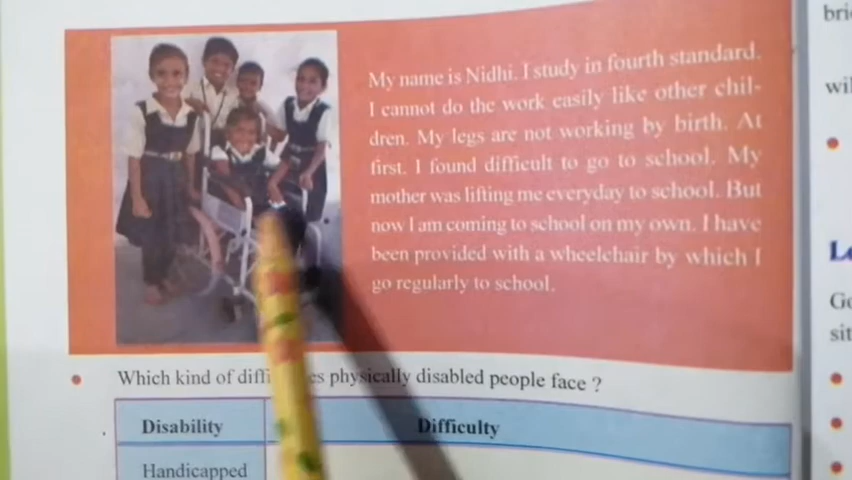 My name is Nidhi. I study in fourth standard.
I cannot do the work easily like other chil-
dren. My legs are not working by birth. At
first. I found difficult to go to school. My
mother was lifting me everyday to school. But
now I am coming to school on my own. I have
been provided with a wheelchair by which I
go regularly to school.
Which kind of physically disabled people face ?
Disability
Difficulty
Handicapped